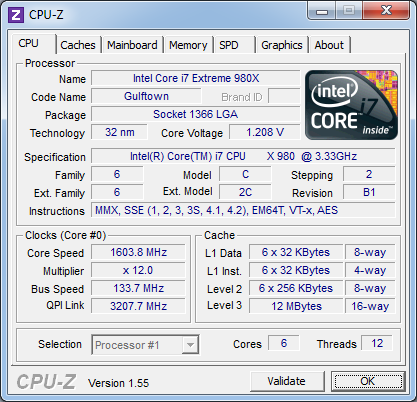 CPU-Z
CPU Caches Mainboard Memory SPD Graphics About
Processor
Name Intel Core i7 Extreme 980X
Code Name Gulftown Brand ID
Package Socket 1366 LGA
Technology 32 nm Core Voltage 1.208 V
intel i7
CORE inside™
Specification Intel(R) Core(TM) i7 CPU X 980 @ 3.33GHz
Family 6 Model C Stepping 2
Ext. Family 6 Ext. Model 2C Revision B1
Instructions MMX, SSE (1, 2, 3, 3S, 4.1, 4.2), EM64T, VT-x, AES
Clocks (Core #0)
Core Speed 1603.8 MHz
Multiplier x 12.0
Bus Speed 133.7 MHz
QPI Link 3207.7 MHz
Cache
L1 Data 6 x 32 KBytes 8-way
L1 Inst. 6 x 32 KBytes 4-way
Level 2 6 x 256 KBytes 8-way
Level 3 12 MBytes 16-way
Selection Processor #1 Cores 6 Threads 12
CPU-Z Version 1.55 Validate OK